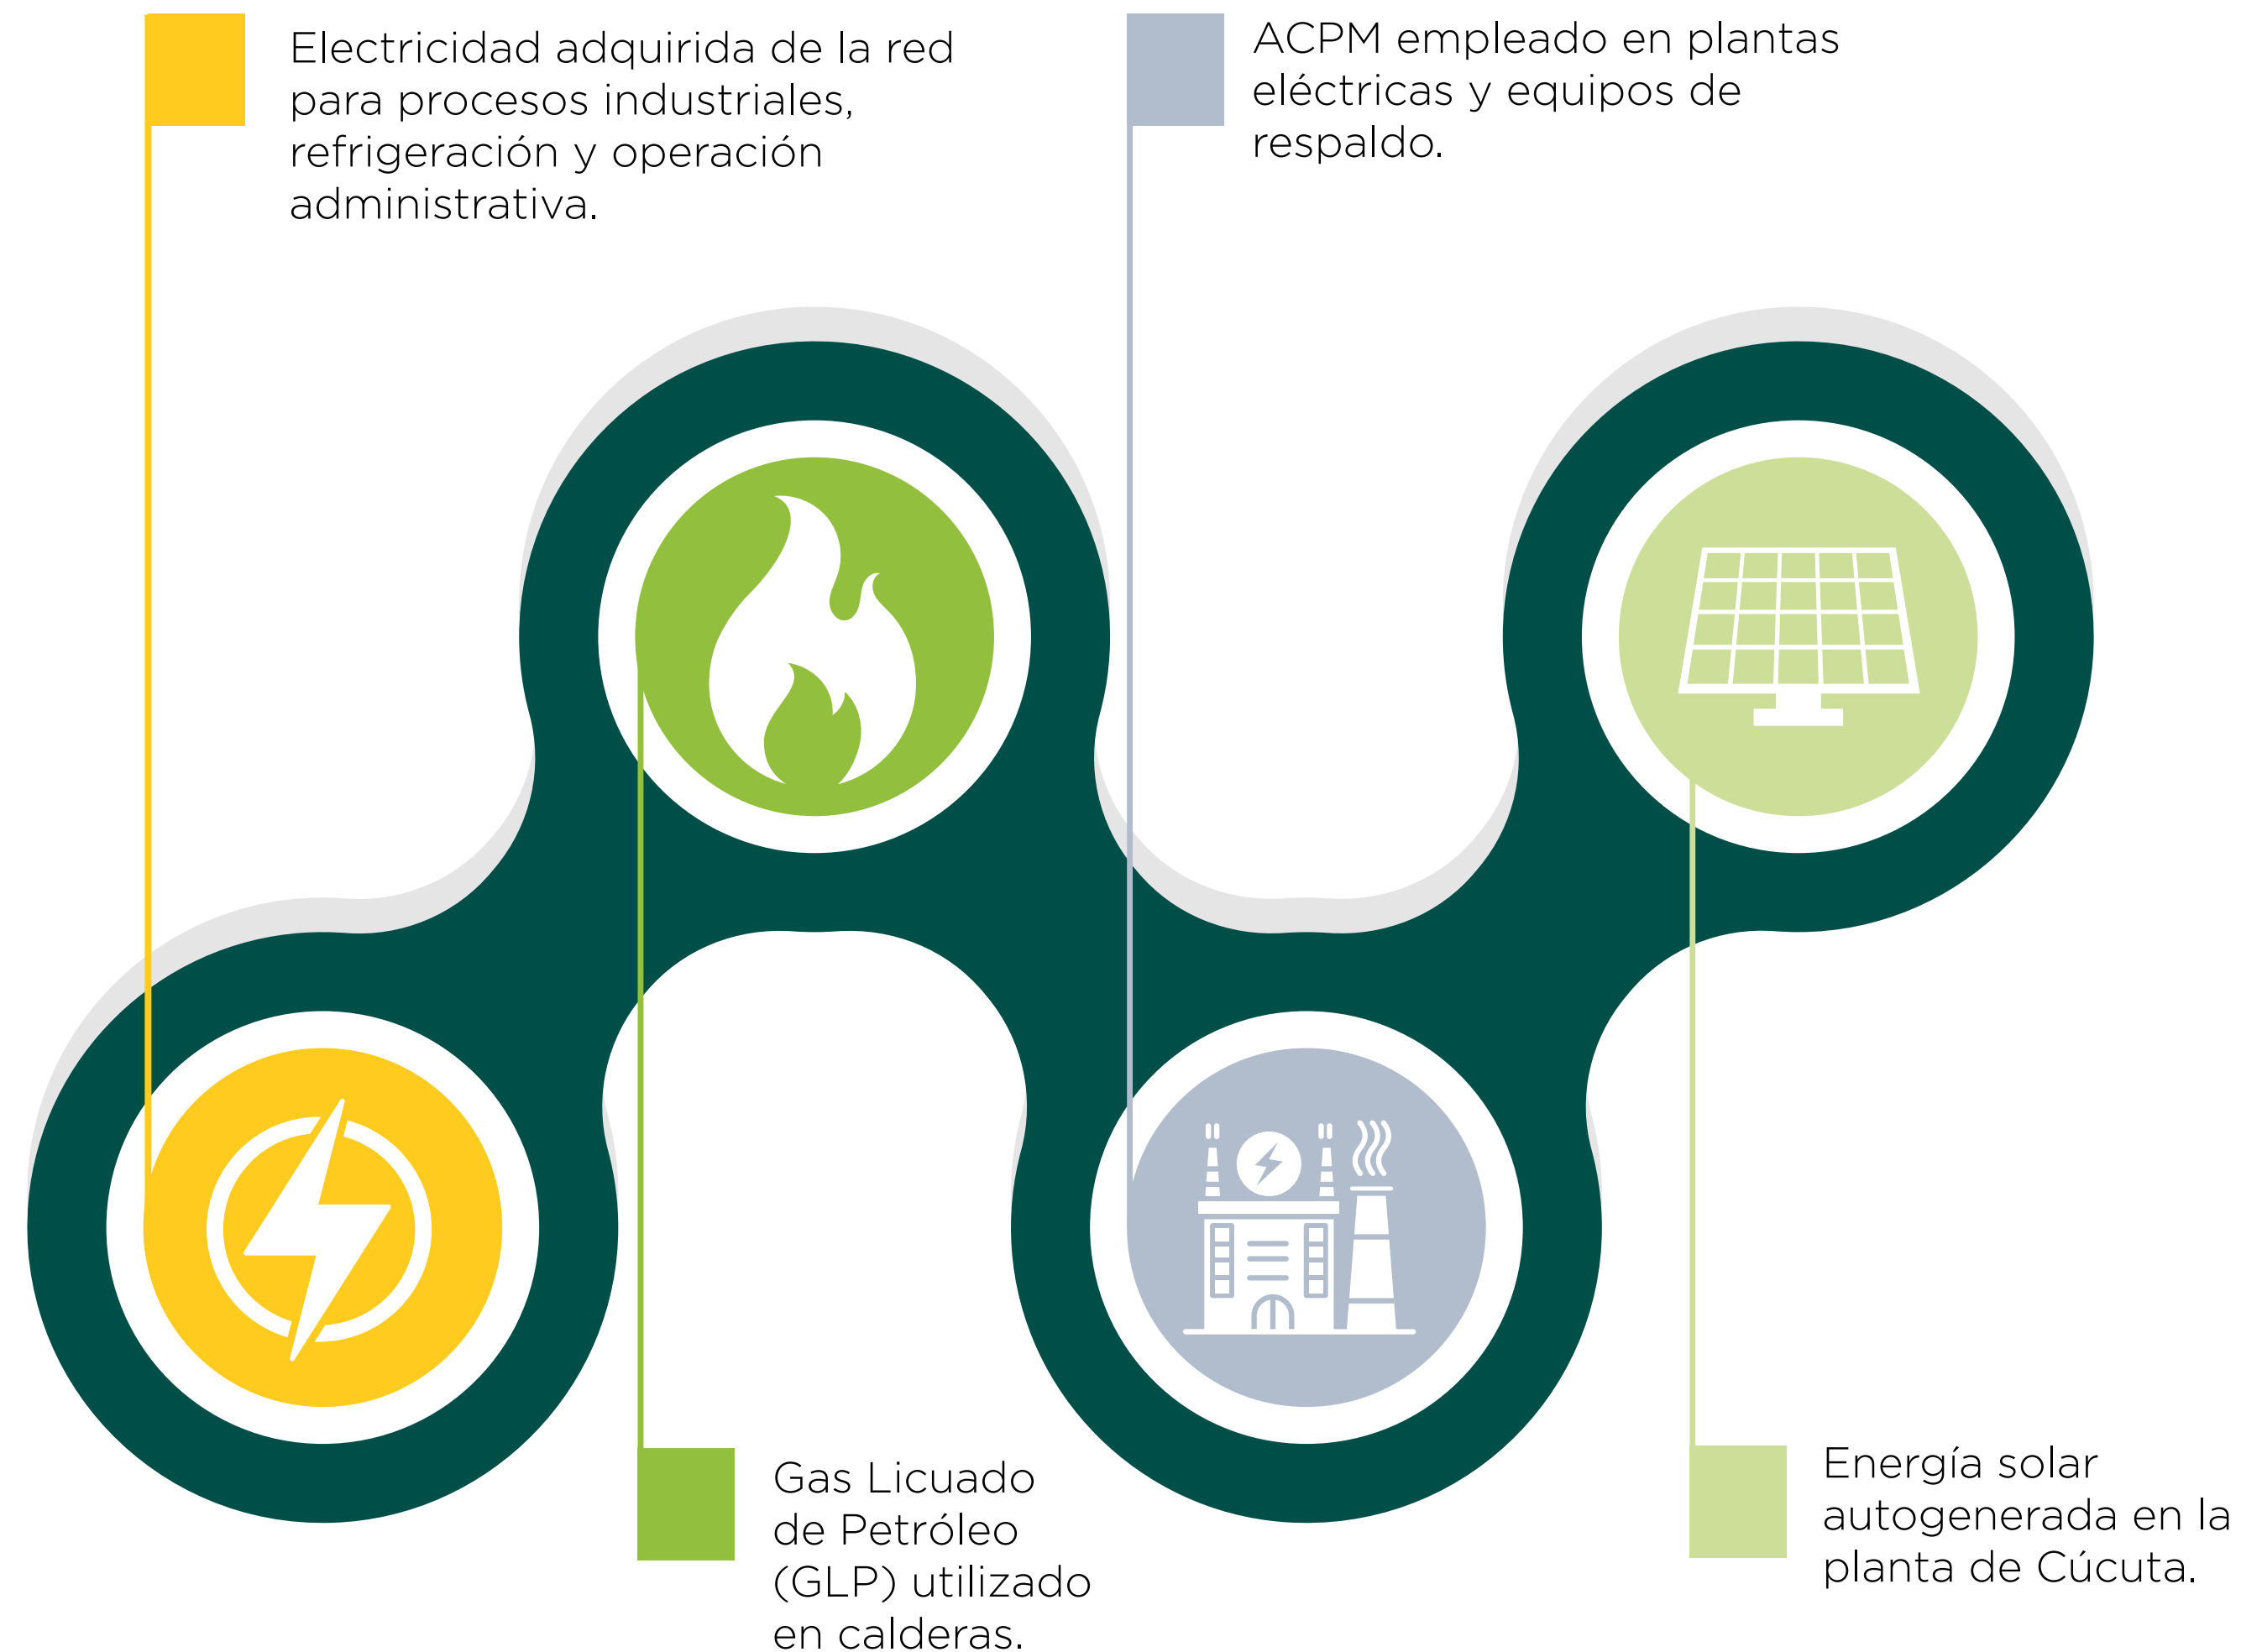 Electicidad adquirida de la red
para procesos industriales,
refrigeración y operación
administrativa.
ACPM empleado en plantas
eléctricas y equipos de
respaldo.
Gas Licuado
de Petróleo
(GLP) utilizado
en calderas.
Energía solar
autogenerada en la
planta de Cúcuta.